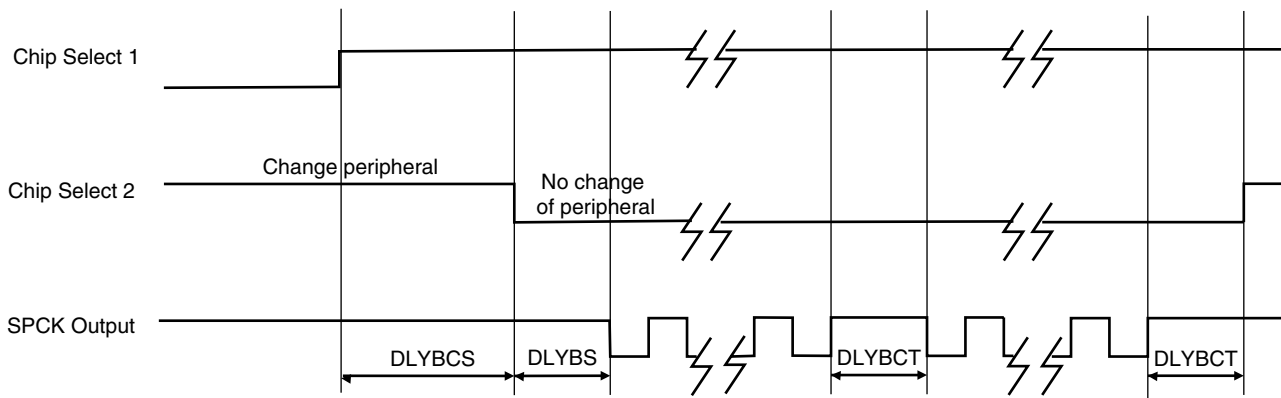 Chip Select 1
Change peripheral
Chip Select 2
No change
of peripheral
SPCK Output
DLYBCS
DLYBS
DLYBCT
DLYBCT